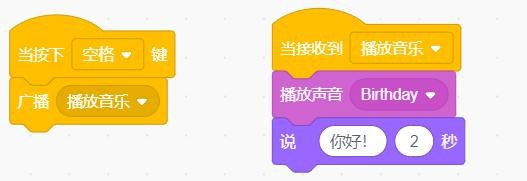 当按下 空格 键
广播 播放音乐
当接收到 播放音乐
播放声音 Birthday
说 你好! 2 秒